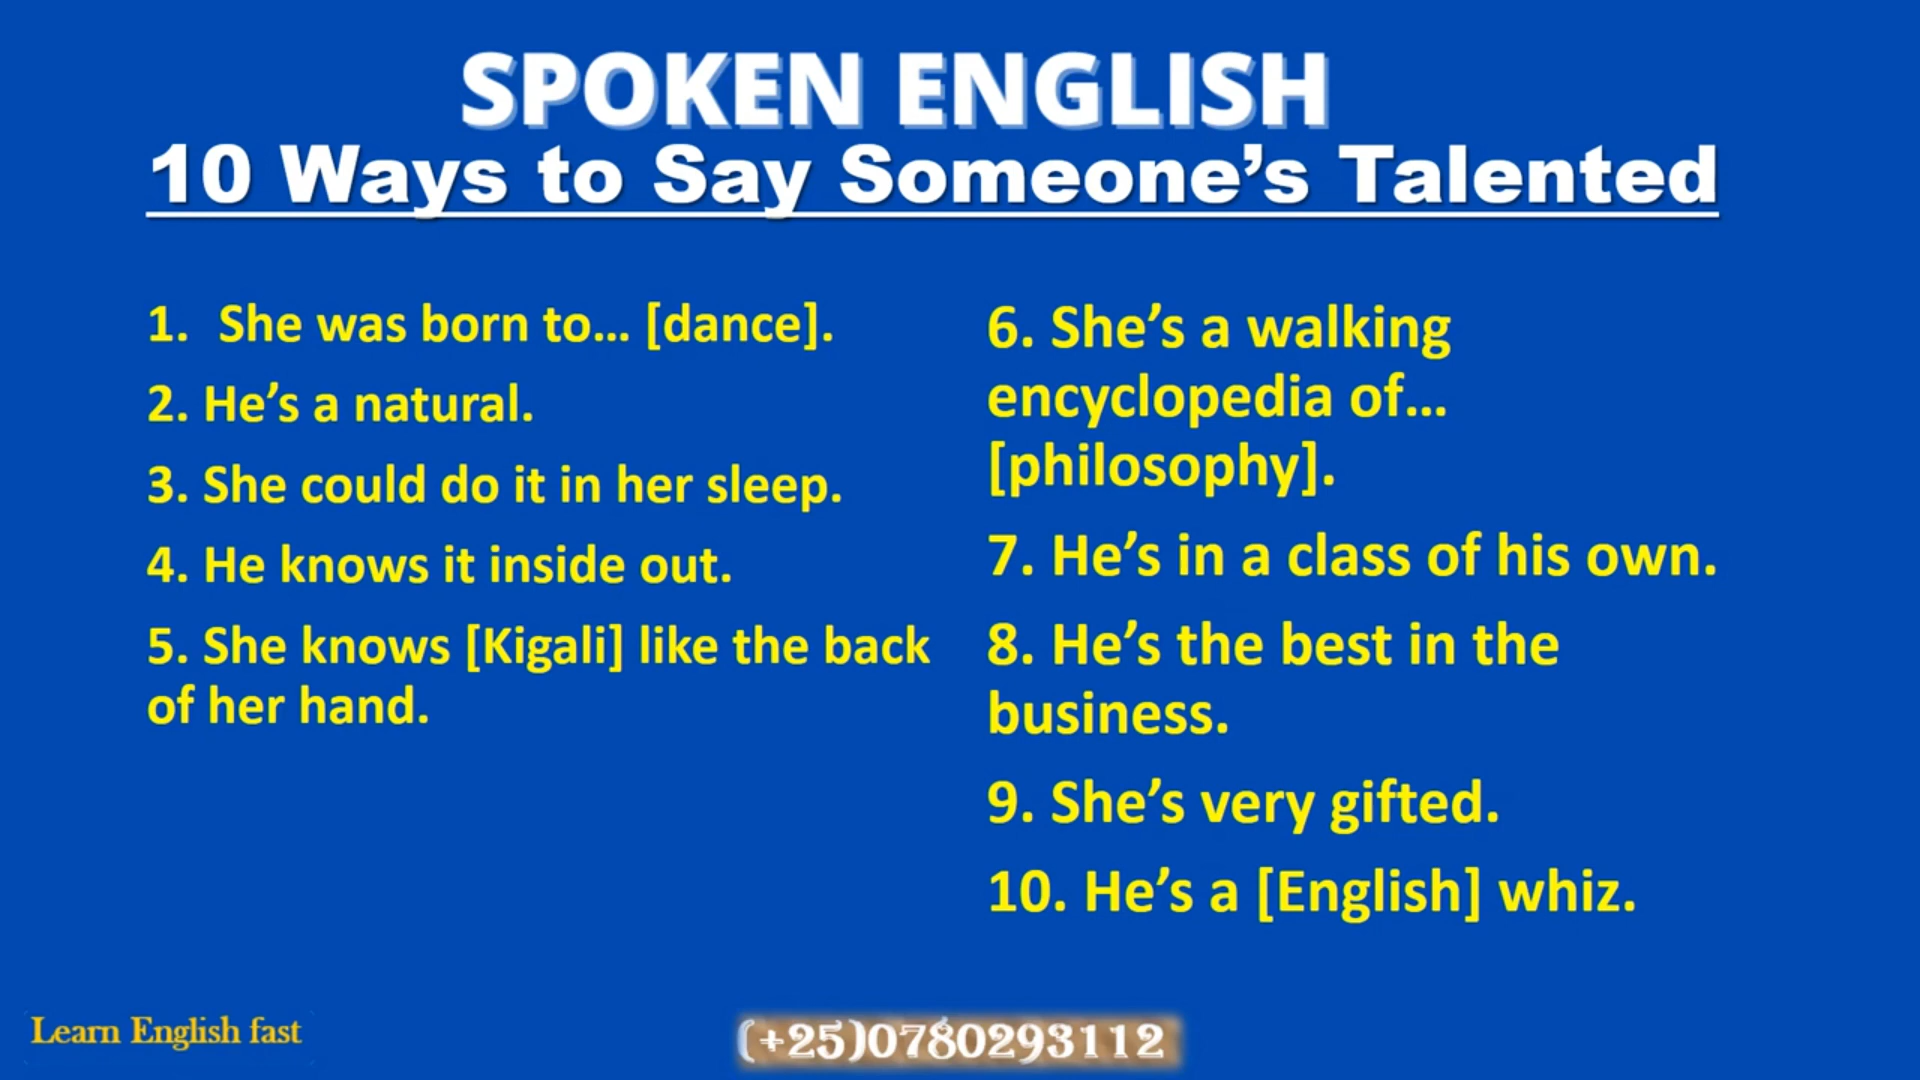 SPOKEN ENGLISH
10 Ways to Say Someone’s Talented
1. She was born to... [dance].
2. He’s a natural.
3. She could do it in her sleep.
4. He knows it inside out.
5. She knows [Kigali] like the back
of her hand.
6. She’s a walking
encyclopedia of...
[philosophy].
7. He’s in a class of his own.
8. He’s the best in the
business.
9. She’s very gifted.
10. He’s a [English] whiz.
Learn English fast
(+25)0780293112